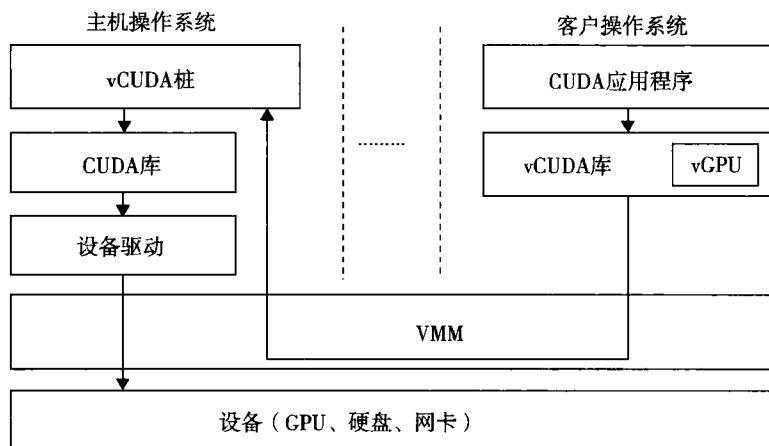 主机操作系统
客户操作系统
vCUDA桩
CUDA应用程序
CUDA库
vCUDA库
vGPU
设备驱动
VMM
设备（GPU、硬盘、网卡）